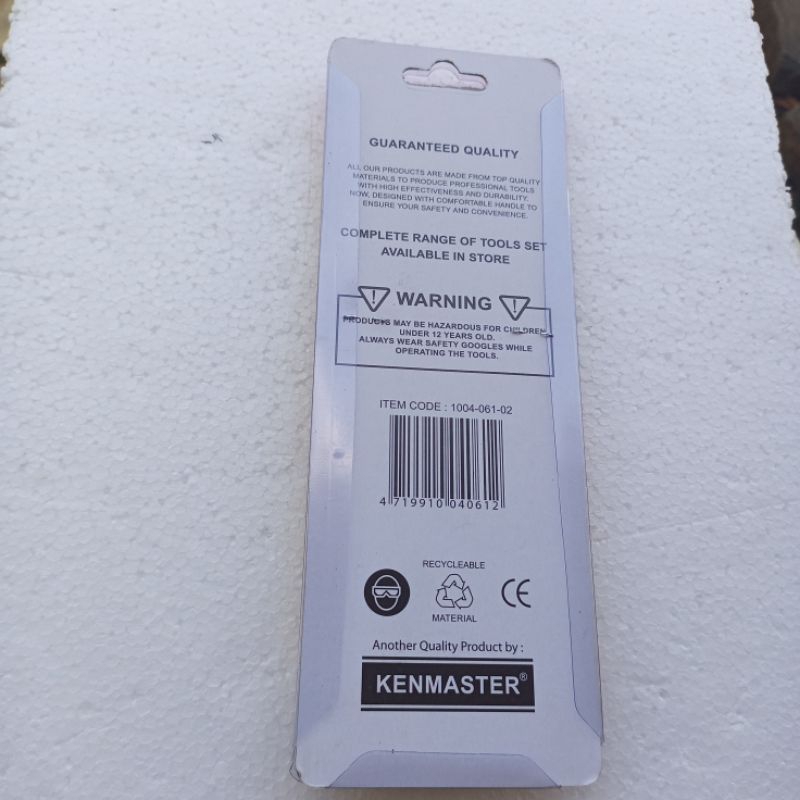 GUARANTEED QUALITY
ALL OUR PRODUCTS ARE MADE FROM TOP QUALITY
MATERIALS TO PRODUCE PROFESSIONAL TOOLS
WITH HIGH EFFECTIVENESS AND DURABILITY.
NOW, DESIGNED WITH COMFORTABLE HANDLE TO
ENSURE YOUR SAFETY AND CONVENIENCE.
COMPLETE RANGE OF TOOLS SET
AVAILABLE IN STORE
WARNING
PRODUCTS MAY BE HAZARDOUS FOR CHILDREN
UNDER 12 YEARS OLD.
ALWAYS WEAR SAFETY GOOGLES WHILE
OPERATING THE TOOLS.
ITEM CODE : 1004-061-02
4 719910 040612
RECYCLEABLE
MATERIAL
CE
Another Quality Product by :
KENMASTER®